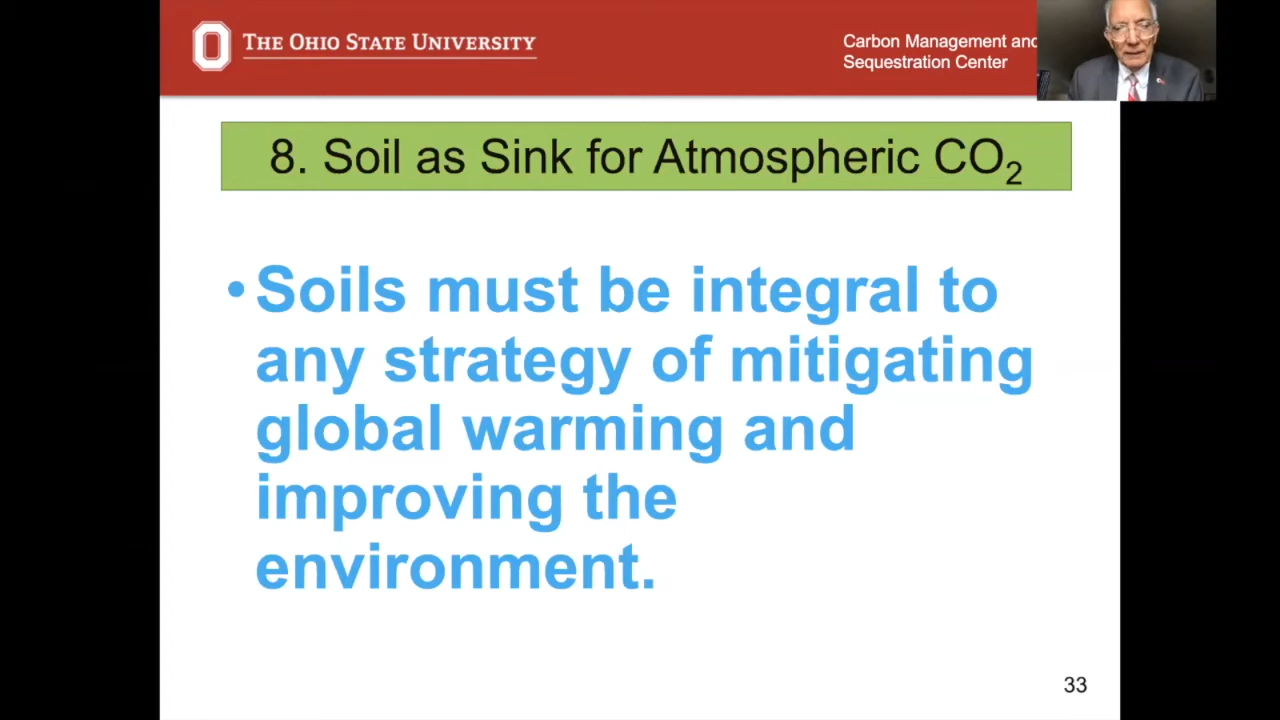 THE OHIO STATE UNIVERSITY
Carbon Management and
Sequestration Center
8. Soil as Sink for Atmospheric CO₂
• Soils must be integral to
any strategy of mitigating
global warming and
improving the
environment.
33